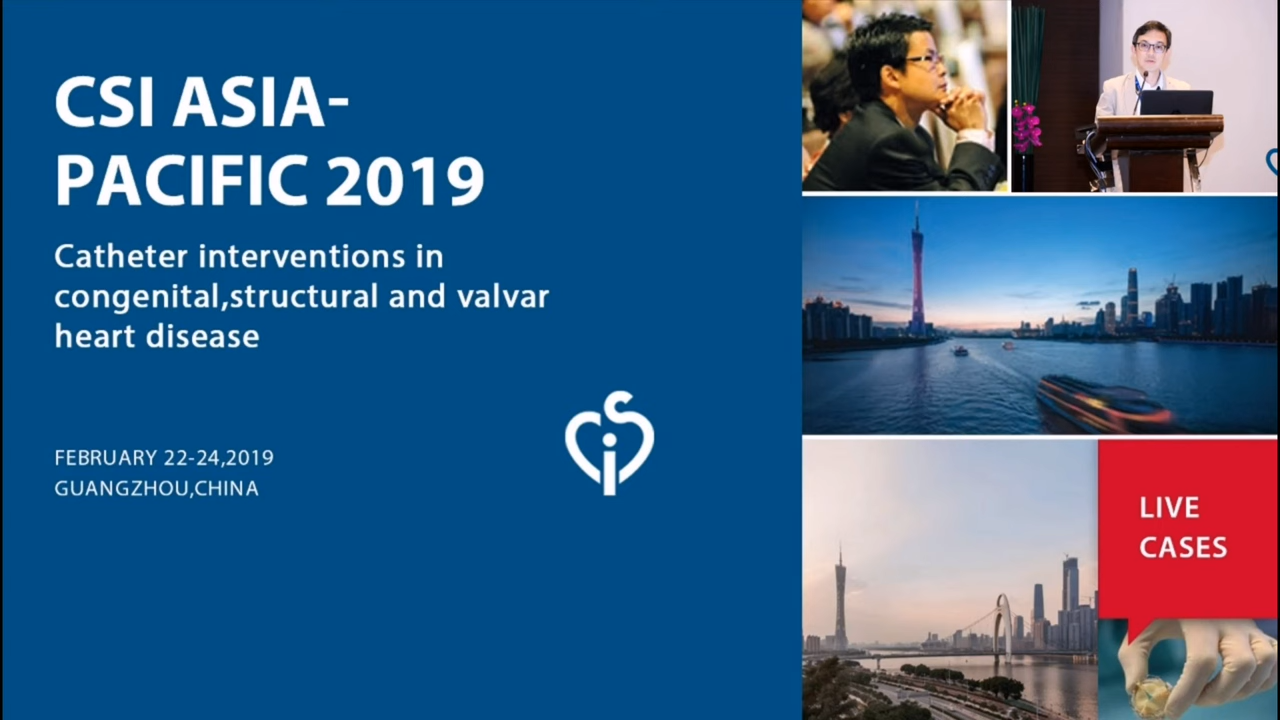 CSI ASIA-
PACIFIC 2019
Catheter interventions in
congenital,structural and valvar
heart disease
FEBRUARY 22-24,2019
GUANGZHOU,CHINA
CSi
LIVE
CASES